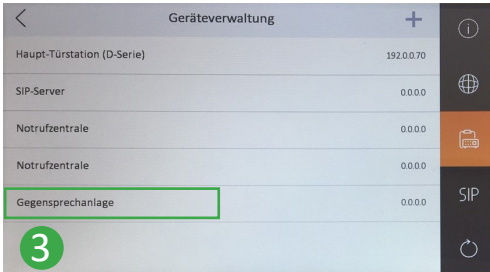 Geräteverwaltung +
Haupt-Türstation (D-Serie) 192.0.0.70
SIP-Server 0.0.0.0
Notrufzentrale 0.0.0.0
Notrufzentrale 0.0.0.0
Gegensprechanlage 0.0.0.0
SIP
3